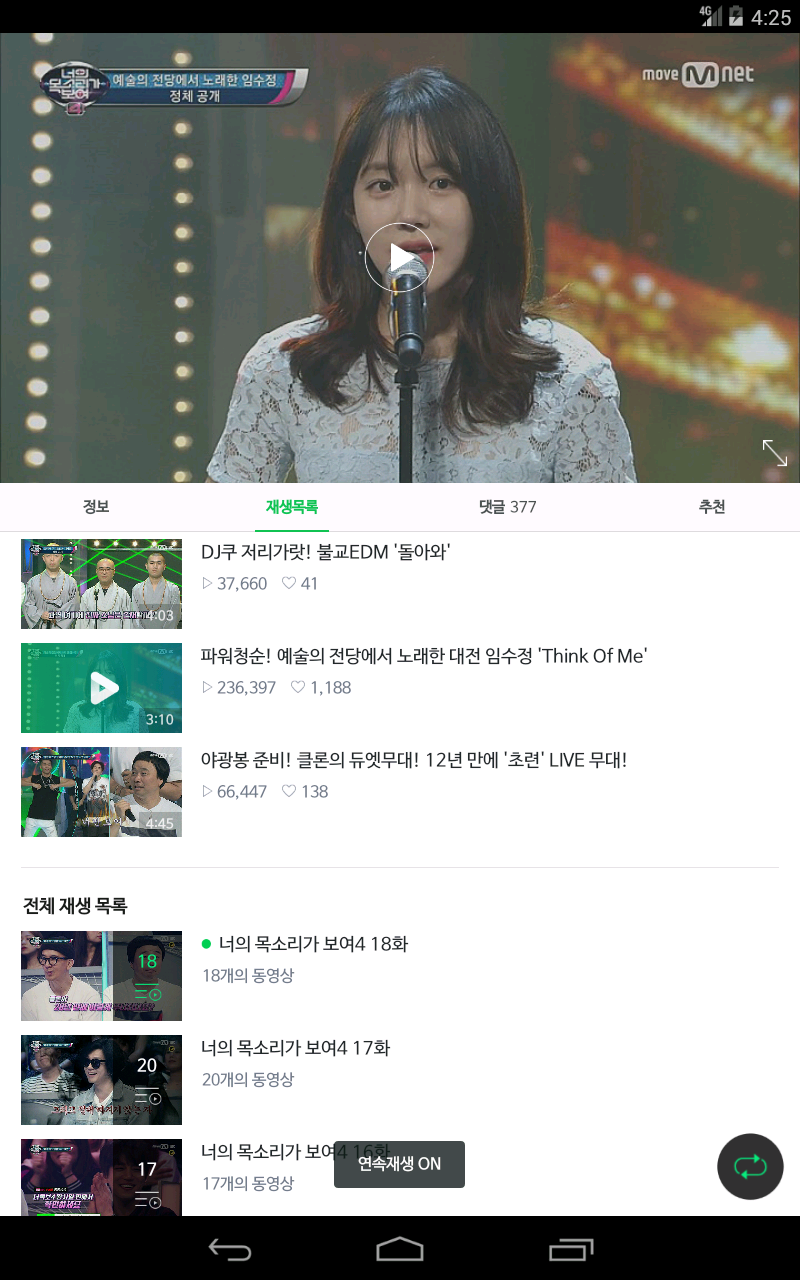 4G
4:25
너의
목소리가
보여
4
예술의 전당에서 노래한 임수정
정체 공개
move Mnet
정보
재생목록
댓글 377
추천
DJ쿠 저리가랏! 불교EDM '돌아와'
37,660
41
4:03
파워청순! 예술의 전당에서 노래한 대전 임수정 'Think Of Me'
236,397
1,188
3:10
야광봉 준비! 클론의 듀엣무대! 12년 만에 '초련' LIVE 무대!
66,447
138
4:45
전체 재생 목록
18
너의 목소리가 보여4 18화
18개의 동영상
20
너의 목소리가 보여4 17화
20개의 동영상
17
너의 목소리가 보여4 16화
17개의 동영상
연속재생 ON